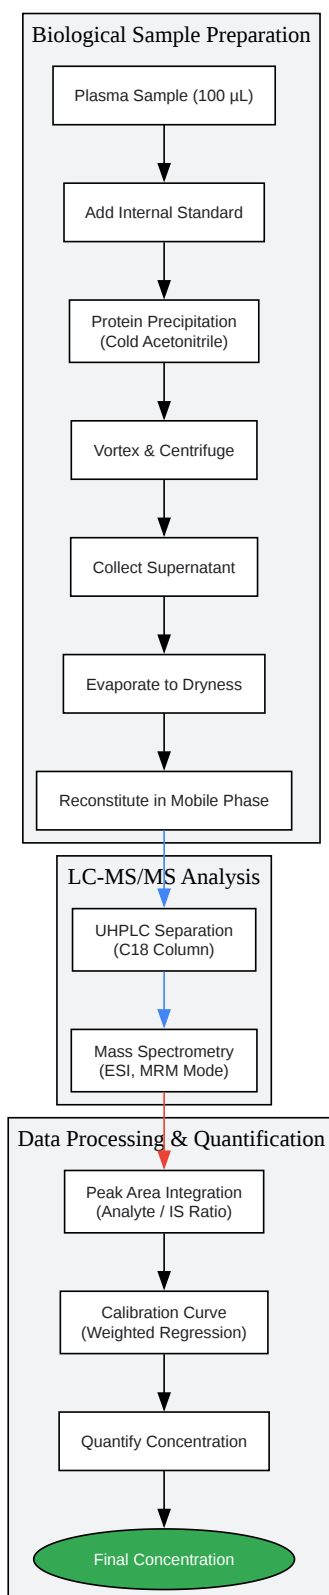 Biological Sample Preparation
Plasma Sample (100 µL)
Add Internal Standard
Protein Precipitation
(Cold Acetonitrile)
Vortex & Centrifuge
Collect Supernatant
Evaporate to Dryness
Reconstitute in Mobile Phase
LC-MS/MS Analysis
UHPLC Separation
(C18 Column)
Mass Spectrometry
(ESI, MRM Mode)
Data Processing & Quantification
Peak Area Integration
(Analyte / IS Ratio)
Calibration Curve
(Weighted Regression)
Quantify Concentration
Final Concentration